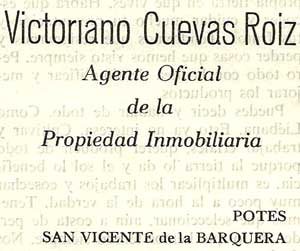 Victoriano Cuevas Roiz
Agente Oficial
de la
Propiedad Inmobiliaria
POTES
SAN VICENTE de la BARQUERA